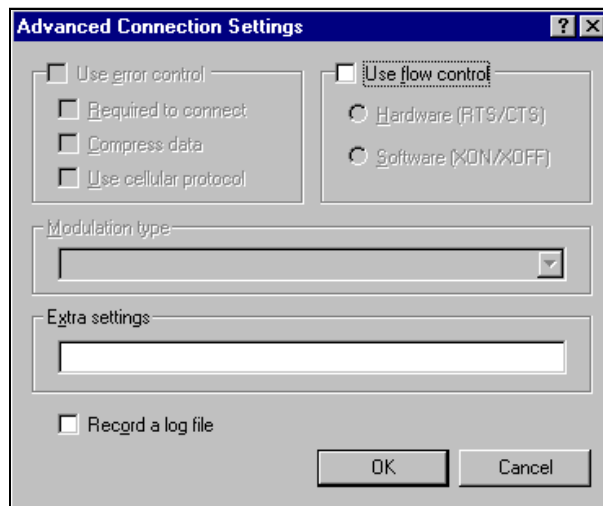 Advanced Connection Settings
Use error control
Required to connect
Compress data
Use cellular protocol
Use flow control
Hardware (RTS/CTS)
Software (XON/XOFF)
Modulation type
Extra settings
Record a log file
OK
Cancel